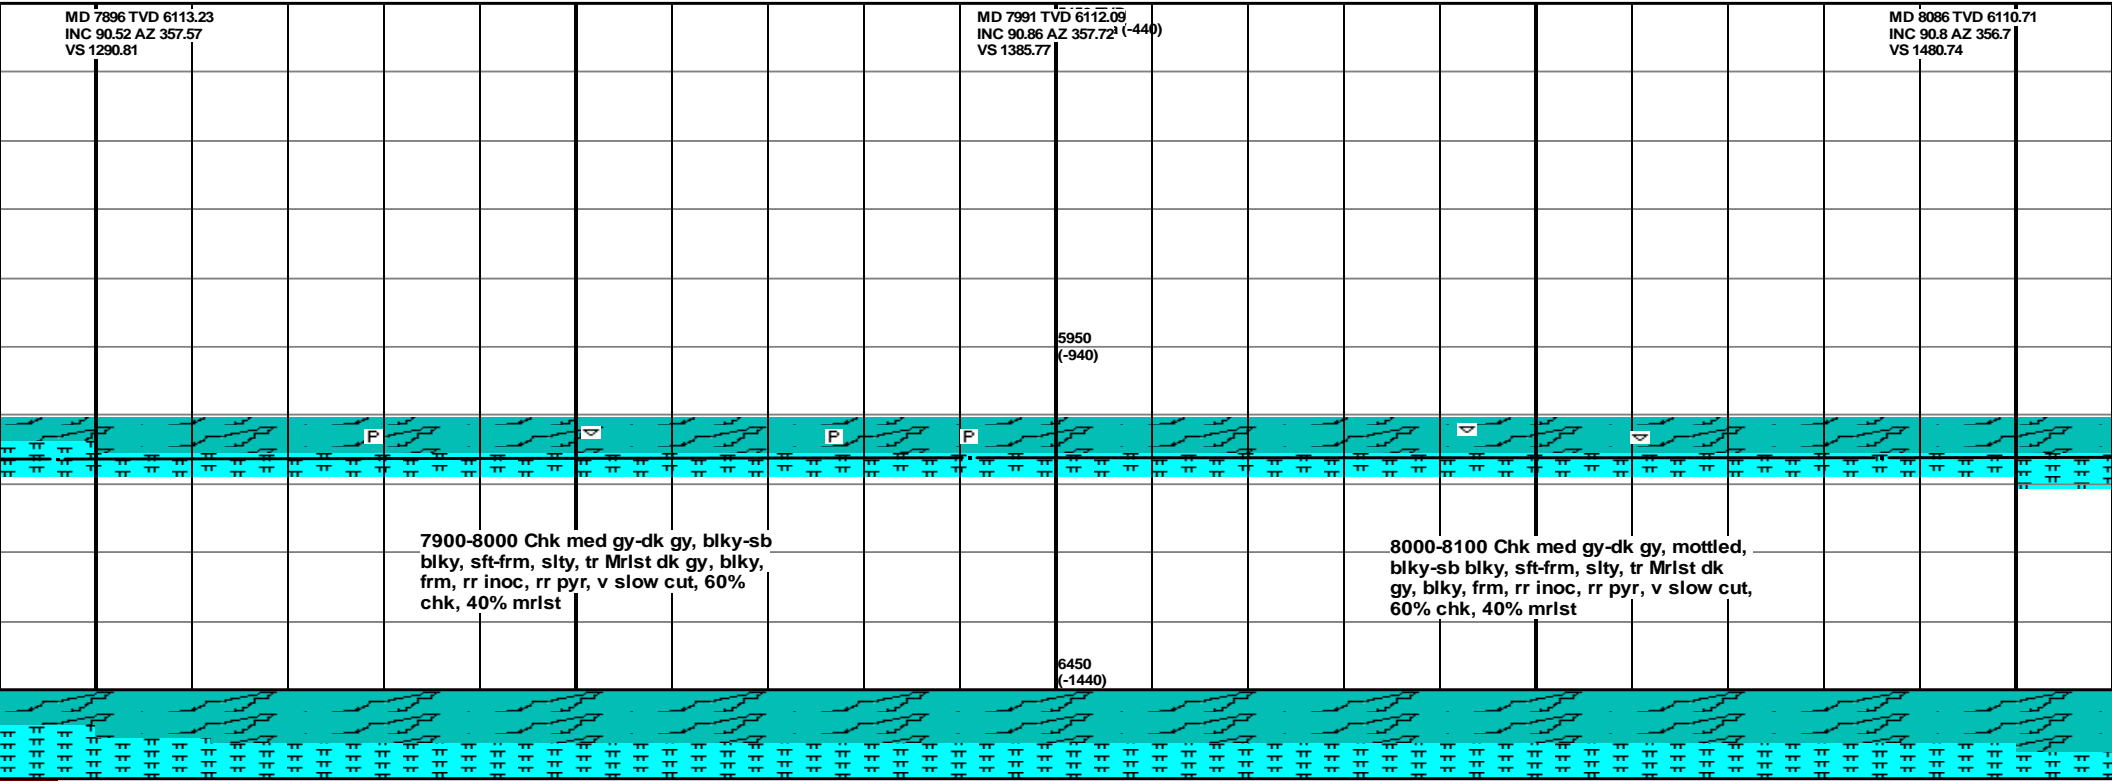 MD 7896 TVD 6113.23
INC 90.52 AZ 357.57
VS 1290.81
MD 7991 TVD 6112.09
INC 90.86 AZ 357.72
VS 1385.77
(-440)
MD 8086 TVD 6110.71
INC 90.8 AZ 356.7
VS 1480.74
5950
(-940)
P
P
P
7900-8000 Chk med gy-dk gy, blky-sb
blky, sft-frm, slty, tr Mrlst dk gy, blky,
frm, rr inoc, rr pyr, v slow cut, 60%
chk, 40% mrlst
8000-8100 Chk med gy-dk gy, mottled,
blky-sb blky, sft-frm, slty, tr Mrlst dk
gy, blky, frm, rr inoc, rr pyr, v slow cut,
60% chk, 40% mrlst
6450
(-1440)